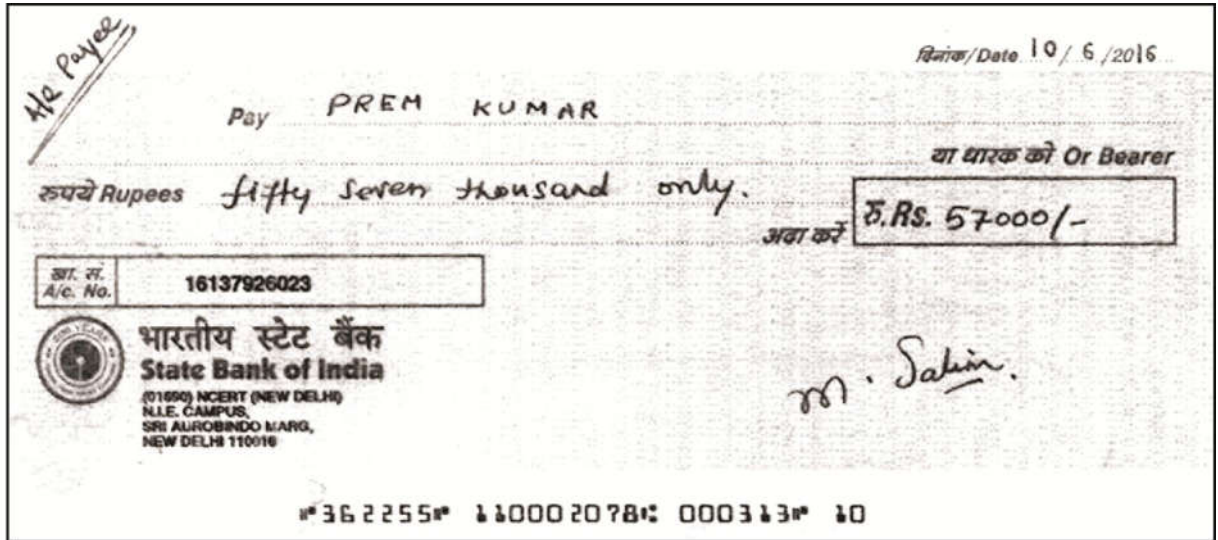 A/c Payee
दिनांक/Date 10/ 6 /2016
Pay PREM KUMAR
या धारक को Or Bearer
रुपये Rupees fifty seven thousand only.
अदा करें रु.Rs. 57000/-
खा. सं.
A/c. No. 16137926023
भारतीय स्टेट बैंक
State Bank of India
(01690) NCERT (NEW DELHI)
N.I.E. CAMPUS,
SRI AUROBINDO MARG,
NEW DELHI 110016
M. Salim.
⑈362255⑈ 110002078⑆ 000313⑈ 10